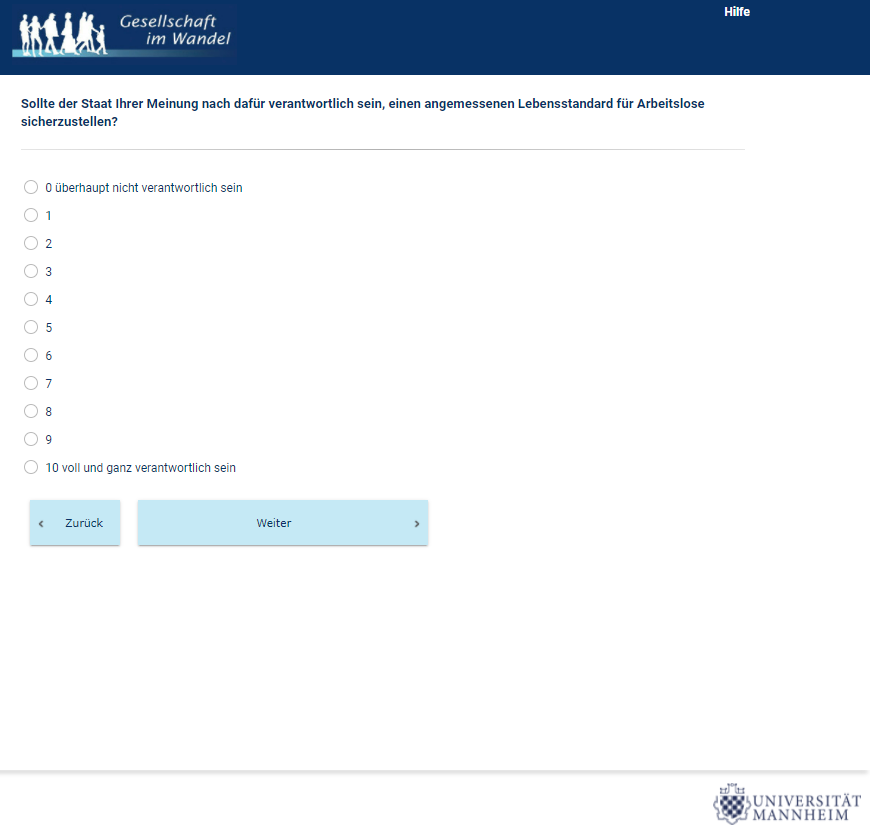 Gesellschaft
im Wandel
Hilfe
Sollte der Staat Ihrer Meinung nach dafür verantwortlich sein, einen angemessenen Lebensstandard für Arbeitslose
sicherzustellen?
0 überhaupt nicht verantwortlich sein
1
2
3
4
5
6
7
8
9
10 voll und ganz verantwortlich sein
‹ Zurück
Weiter ›
UNIVERSITÄT
MANNHEIM